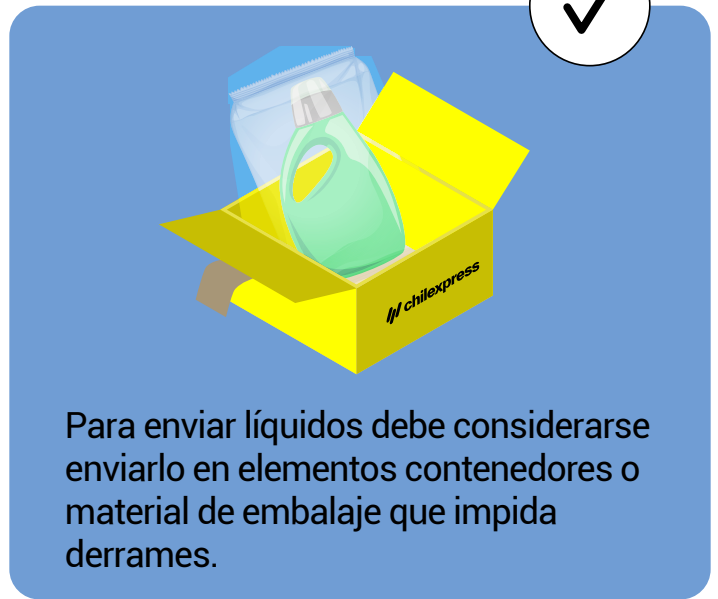 chilexpress
Para enviar líquidos debe considerarse
enviarlo en elementos contenedores o
material de embalaje que impida
derrames.